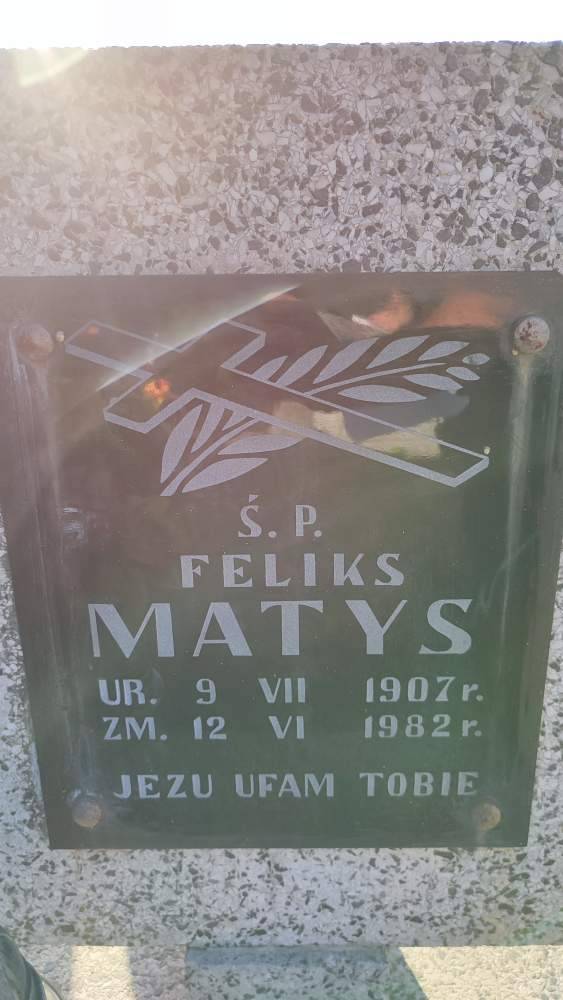 Ś. P.
FELIKS
MATYS
UR. 9 VII 1907 r.
ZM. 12 VI 1982 r.
JEZU UFAM TOBIE